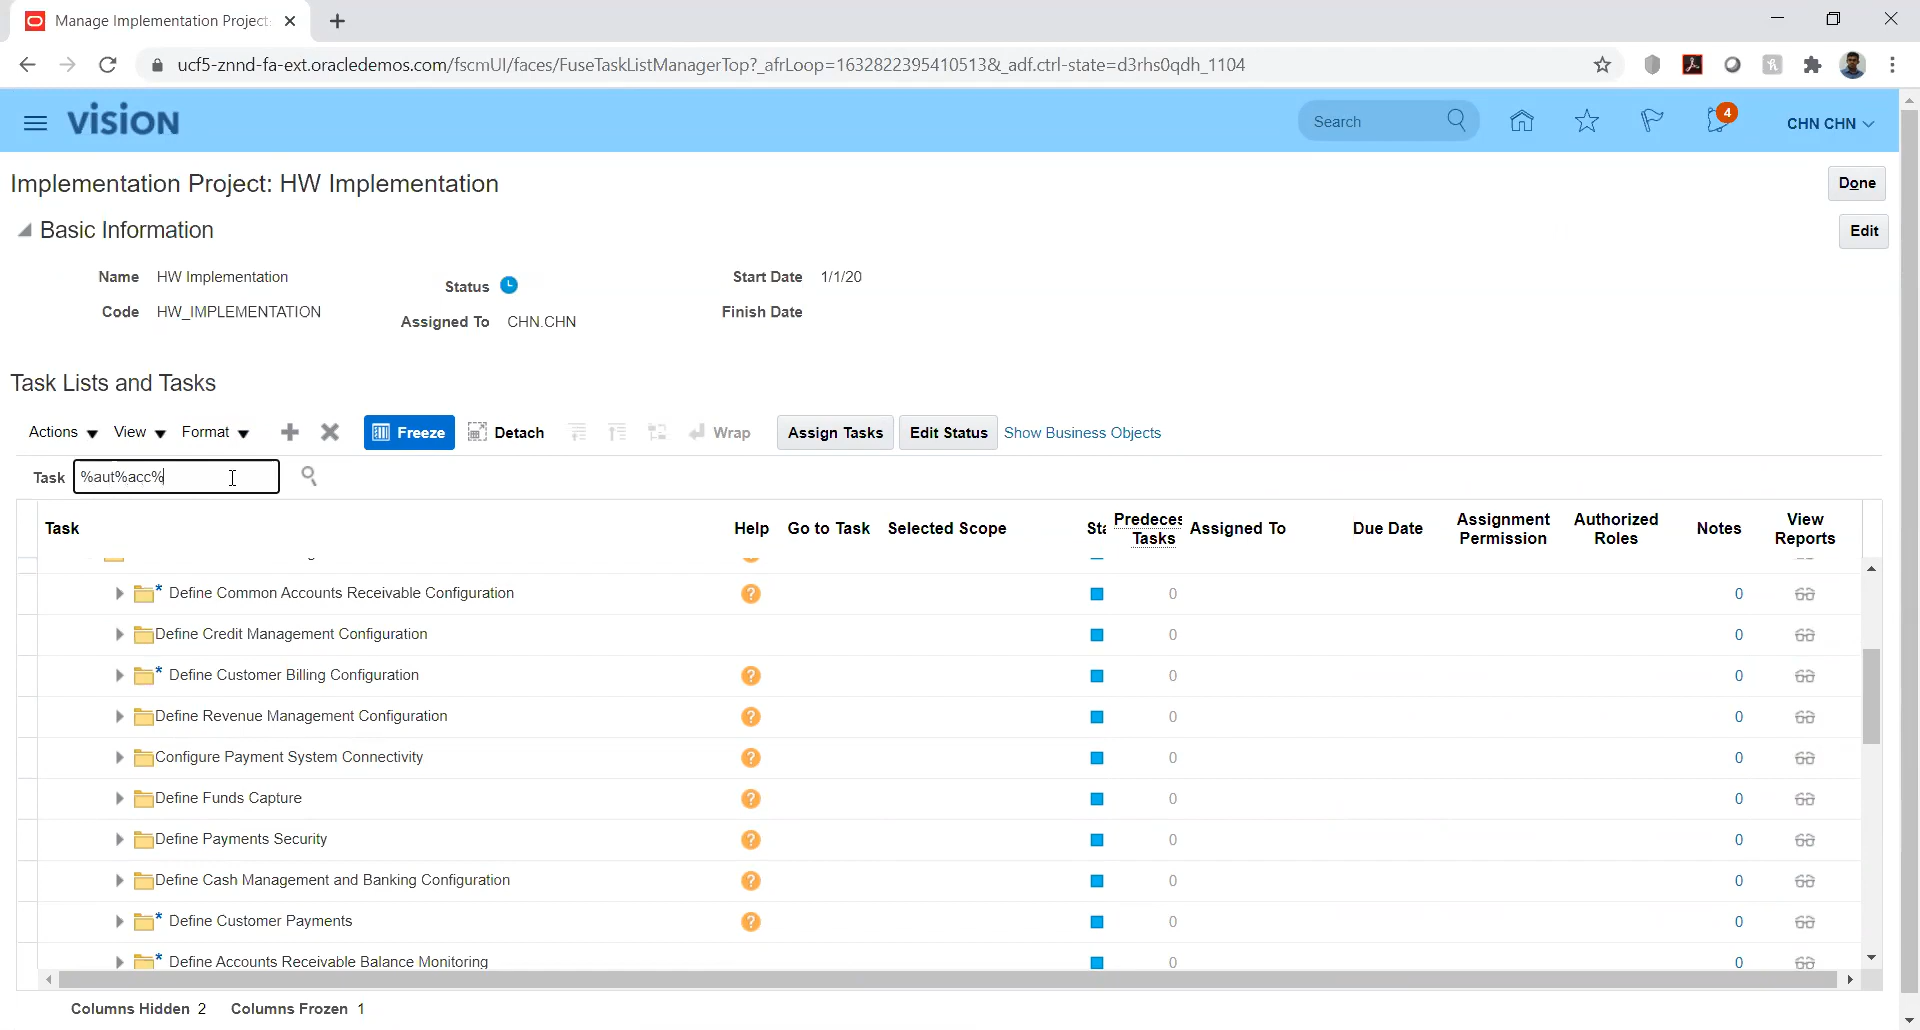 Manage Implementation Project
ucf5-znnd-fa-ext.oracledemos.com/fscmUI/faces/FuseTaskListManagerTop?_afrLoop=16328223954105​13&_adf.ctrl-state=d3rhs0qdh_1104
VISION
Search
4
CHN CHN
Implementation Project: HW Implementation
Done
Basic Information
Edit
Name HW Implementation
Status
Start Date 1/1/20
Code HW_IMPLEMENTATION
Assigned To CHN.CHN
Finish Date
Task Lists and Tasks
Actions View Format Freeze Detach Wrap Assign Tasks Edit Status Show Business Objects
Task %aut%acc%
Task Help Go to Task Selected Scope Sta Predeces Tasks Assigned To Due Date Assignment Permission Authorized Roles Notes View Reports
* Define Common Accounts Receivable Configuration ? 0 0
Define Credit Management Configuration 0 0
* Define Customer Billing Configuration ? 0 0
Define Revenue Management Configuration ? 0 0
Configure Payment System Connectivity ? 0 0
Define Funds Capture ? 0 0
Define Payments Security ? 0 0
Define Cash Management and Banking Configuration ? 0 0
* Define Customer Payments ? 0 0
* Define Accounts Receivable Balance Monitoring 0 0
Columns Hidden 2 Columns Frozen 1